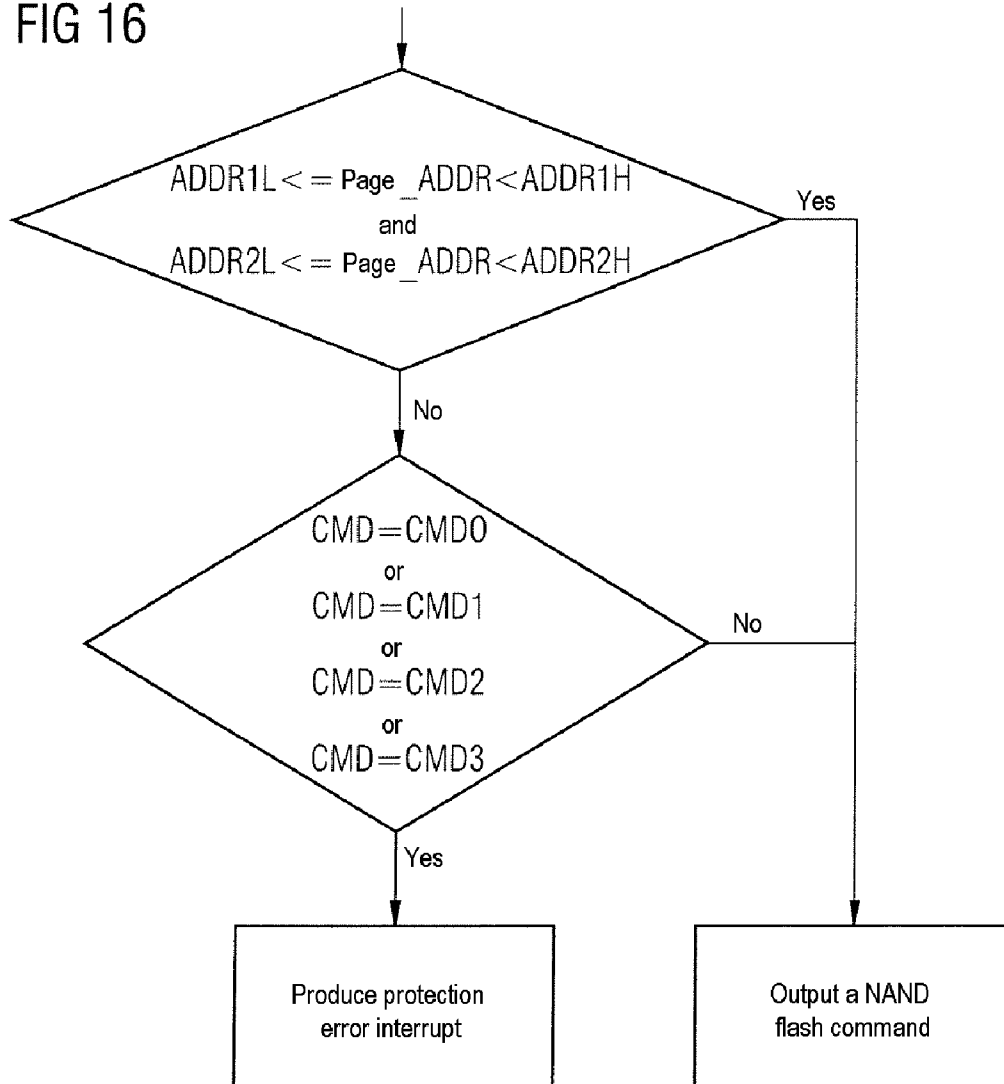 FIG 16
ADDR1L<=Page_ADDR<ADDR1H
and
ADDR2L<=Page_ADDR<ADDR2H
Yes
No
CMD=CMD0
or
CMD=CMD1
or
CMD=CMD2
or
CMD=CMD3
No
Yes
Produce protection
error interrupt
Output a NAND
flash command